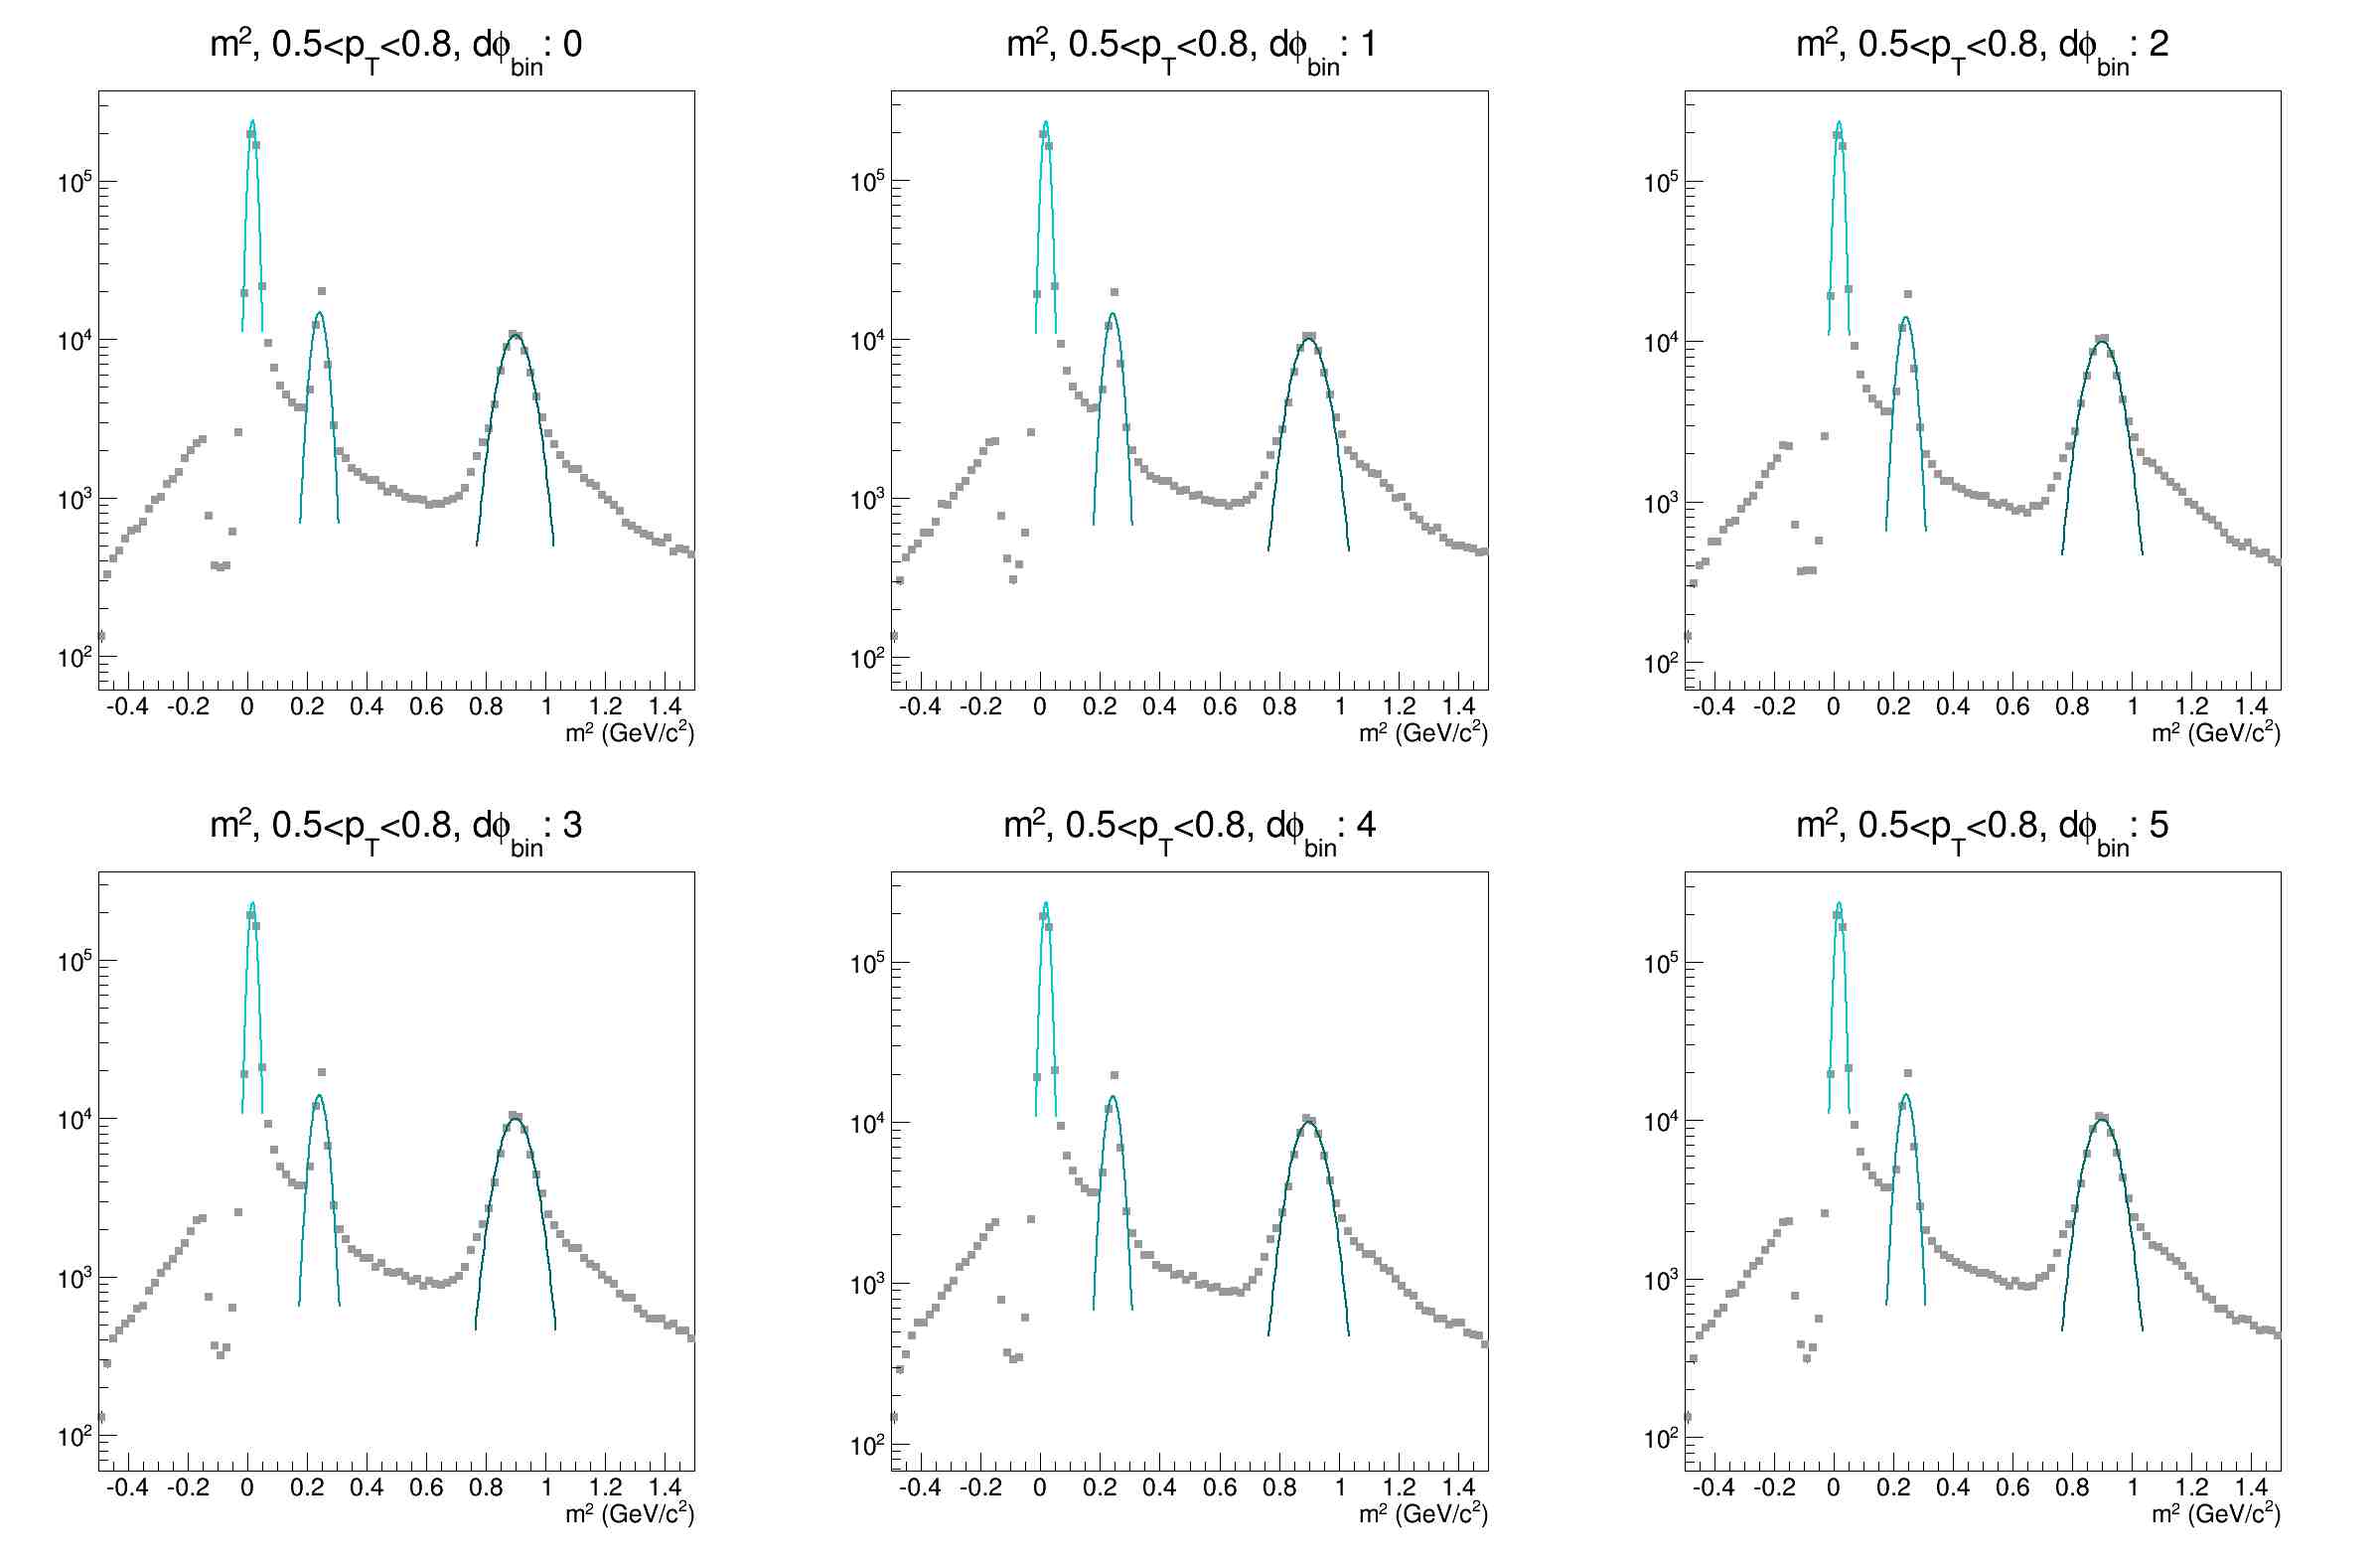 m², 0.5<p_T<0.8, dϕ_bin: 0
10⁵
10⁴
10³
10²
-0.4 -0.2 0 0.2 0.4 0.6 0.8 1 1.2 1.4
m² (GeV/c²)
m², 0.5<p_T<0.8, dϕ_bin: 1
10⁵
10⁴
10³
10²
-0.4 -0.2 0 0.2 0.4 0.6 0.8 1 1.2 1.4
m² (GeV/c²)
m², 0.5<p_T<0.8, dϕ_bin: 2
10⁵
10⁴
10³
10²
-0.4 -0.2 0 0.2 0.4 0.6 0.8 1 1.2 1.4
m² (GeV/c²)
m², 0.5<p_T<0.8, dϕ_bin: 3
10⁵
10⁴
10³
10²
-0.4 -0.2 0 0.2 0.4 0.6 0.8 1 1.2 1.4
m² (GeV/c²)
m², 0.5<p_T<0.8, dϕ_bin: 4
10⁵
10⁴
10³
10²
-0.4 -0.2 0 0.2 0.4 0.6 0.8 1 1.2 1.4
m² (GeV/c²)
m², 0.5<p_T<0.8, dϕ_bin: 5
10⁵
10⁴
10³
10²
-0.4 -0.2 0 0.2 0.4 0.6 0.8 1 1.2 1.4
m² (GeV/c²)